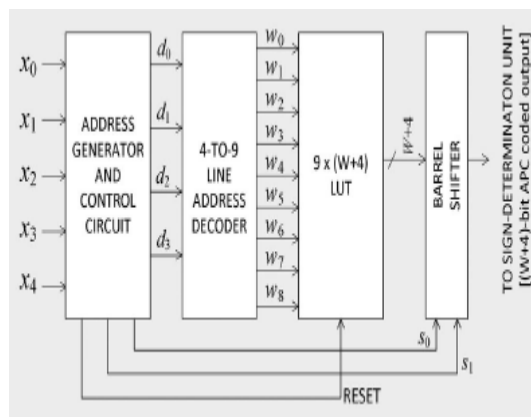 x0
x1
x2
x3
x4
ADDRESS
GENERATOR
AND
CONTROL
CIRCUIT
d0
d1
d2
d3
4-TO-9
LINE
ADDRESS
DECODER
w0
w1
w2
w3
w4
w5
w6
w7
w8
9 x (W+4)
LUT
W+4
BARREL
SHIFTER
s0
s1
RESET
TO SIGN-DETERMINATON UNIT
[(W+4)-bit APC coded output]